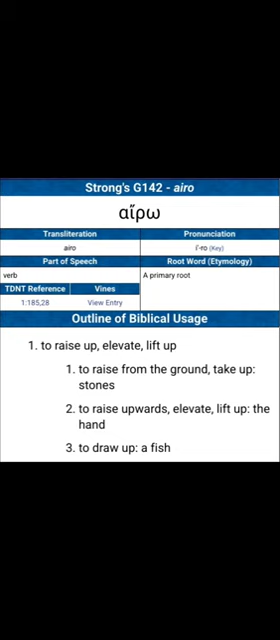 Strong's G142 - airo
αἴρω
Transliteration Pronunciation
airo ī'-ro (Key)
Part of Speech Root Word (Etymology)
verb A primary root
TDNT Reference Vines
1:185,28 View Entry
Outline of Biblical Usage
1. to raise up, elevate, lift up
1. to raise from the ground, take up:
stones
2. to raise upwards, elevate, lift up: the
hand
3. to draw up: a fish